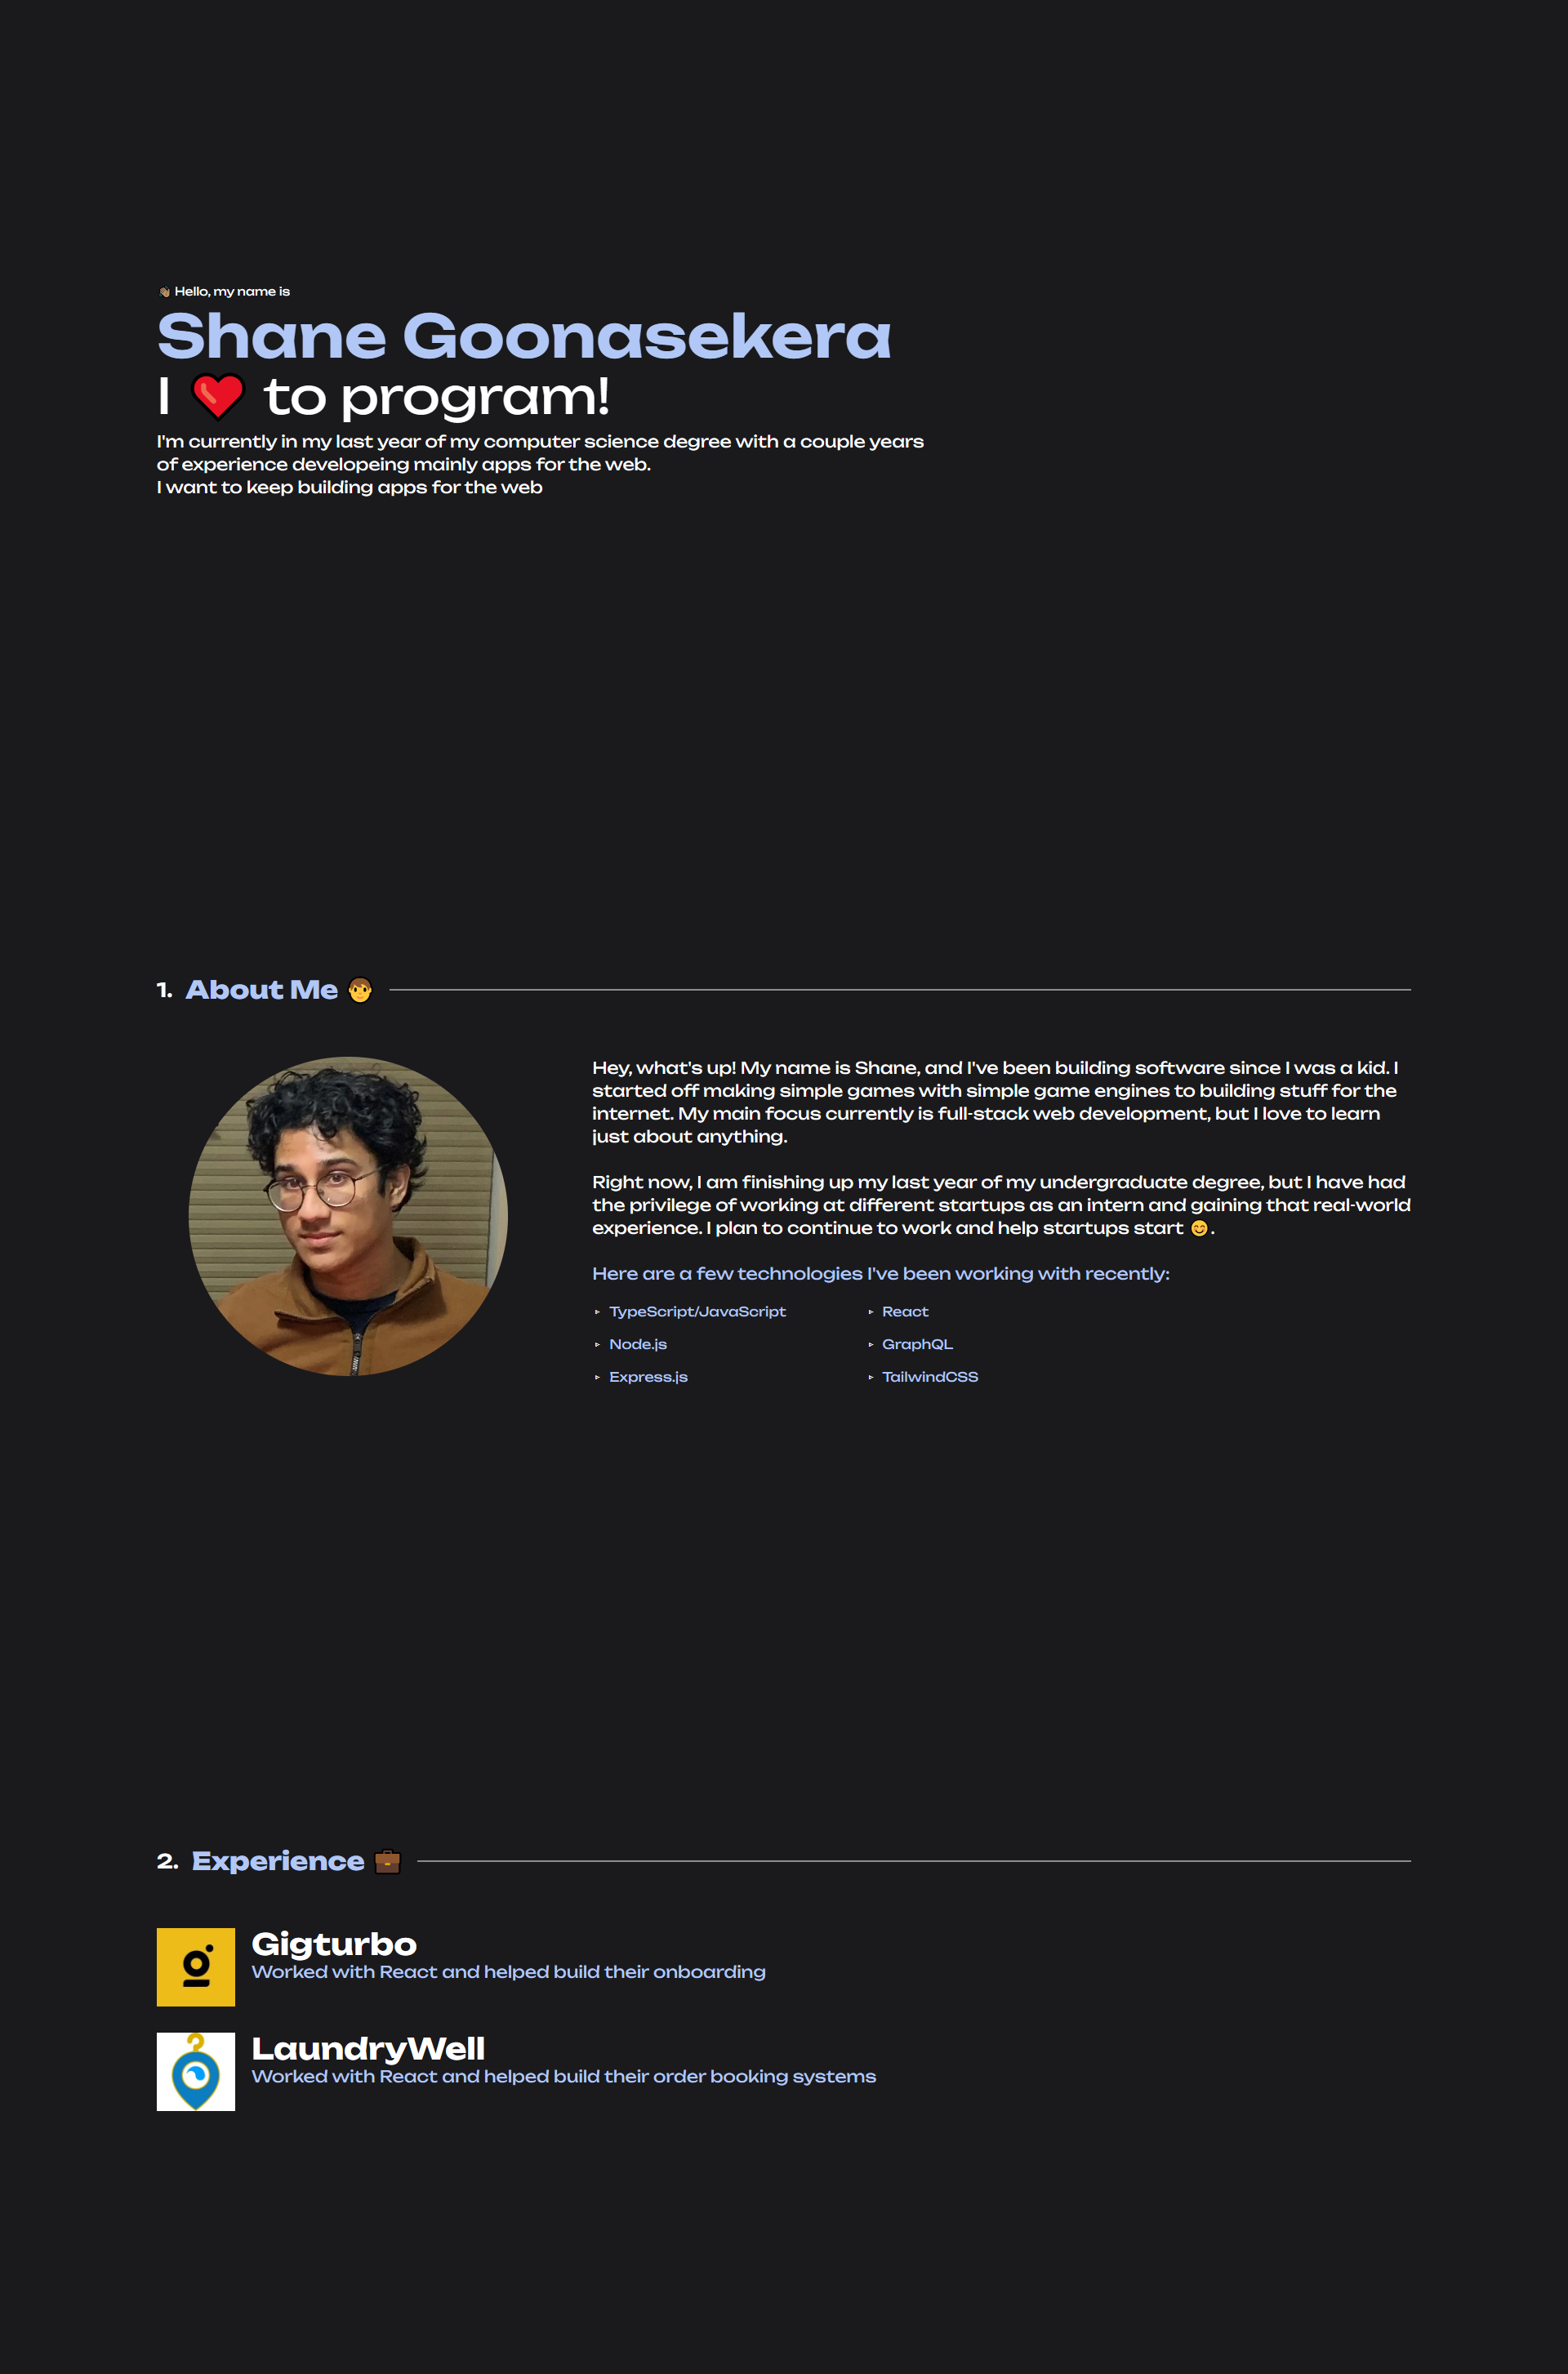 👋🏽 Hello, my name is
Shane Goonasekera
I ❤️ to program!
I'm currently in my last year of my computer science degree with a couple years
of experience developeing mainly apps for the web.
I want to keep building apps for the web
1. About Me 🧑
Hey, what's up! My name is Shane, and I've been building software since I was a kid. I
started off making simple games with simple game engines to building stuff for the
internet. My main focus currently is full-stack web development, but I love to learn
just about anything.
Right now, I am finishing up my last year of my undergraduate degree, but I have had
the privilege of working at different startups as an intern and gaining that real-world
experience. I plan to continue to work and help startups start 😊.
Here are a few technologies I've been working with recently:
▹ TypeScript/JavaScript
▹ React
▹ Node.js
▹ GraphQL
▹ Express.js
▹ TailwindCSS
2. Experience 💼
Gigturbo
Worked with React and helped build their onboarding
LaundryWell
Worked with React and helped build their order booking systems